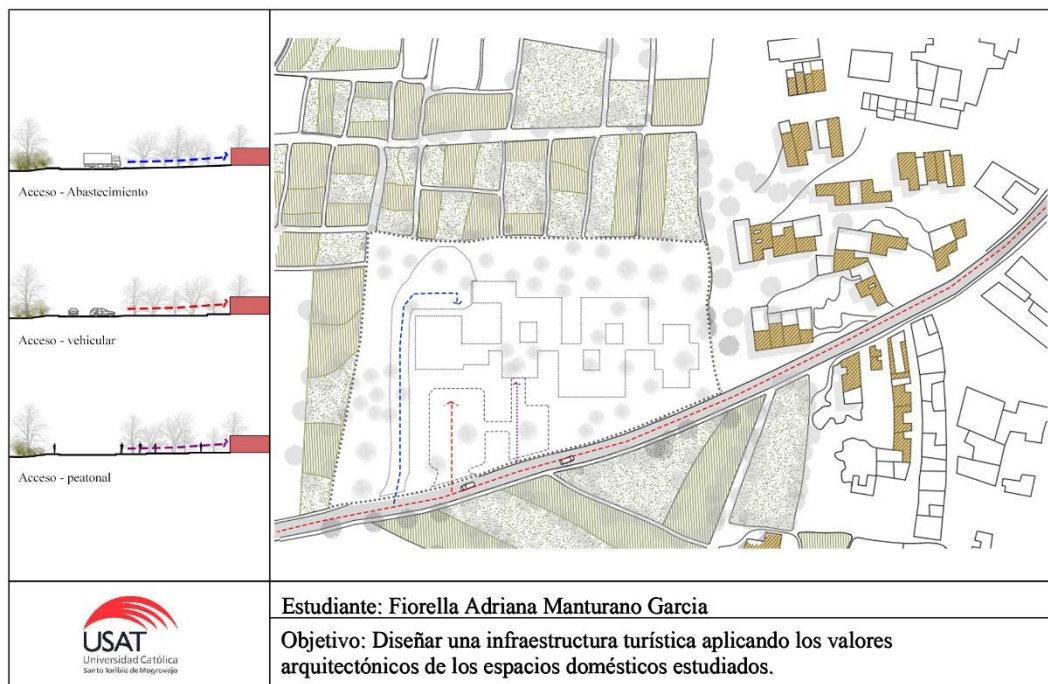 Acceso - Abastecimiento
Acceso - vehicular
Acceso - peatonal
USAT
Universidad Católica
Santo Toribio de Mogrovejo
Estudiante: Fiorella Adriana Manturano Garcia
Objetivo: Diseñar una infraestructura turística aplicando los valores
arquitectónicos de los espacios domésticos estudiados.